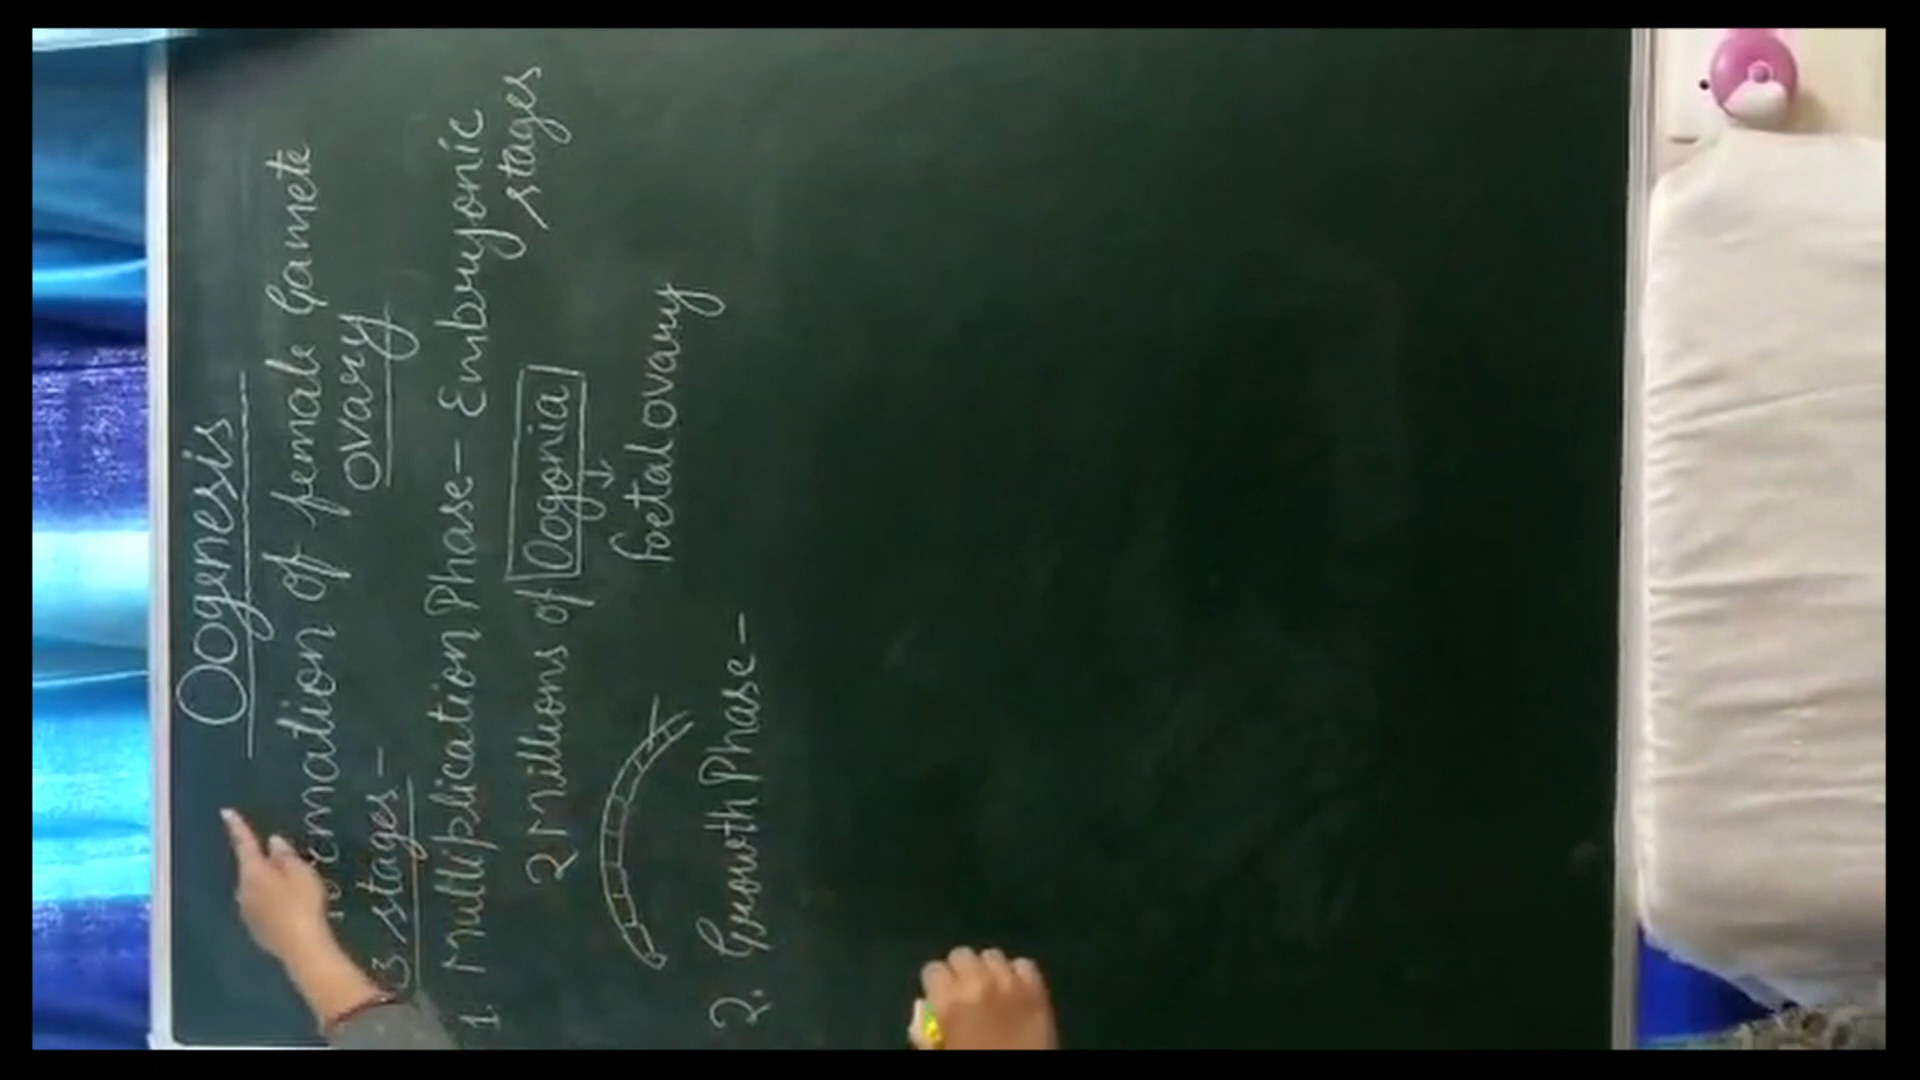 Oogenesis
Formation of female Gamete
ovary
3 stages-
1. Multiplication Phase- Embryonic
stages
2 Millions of Oogonia
foetal ovary
2. Growth Phase-